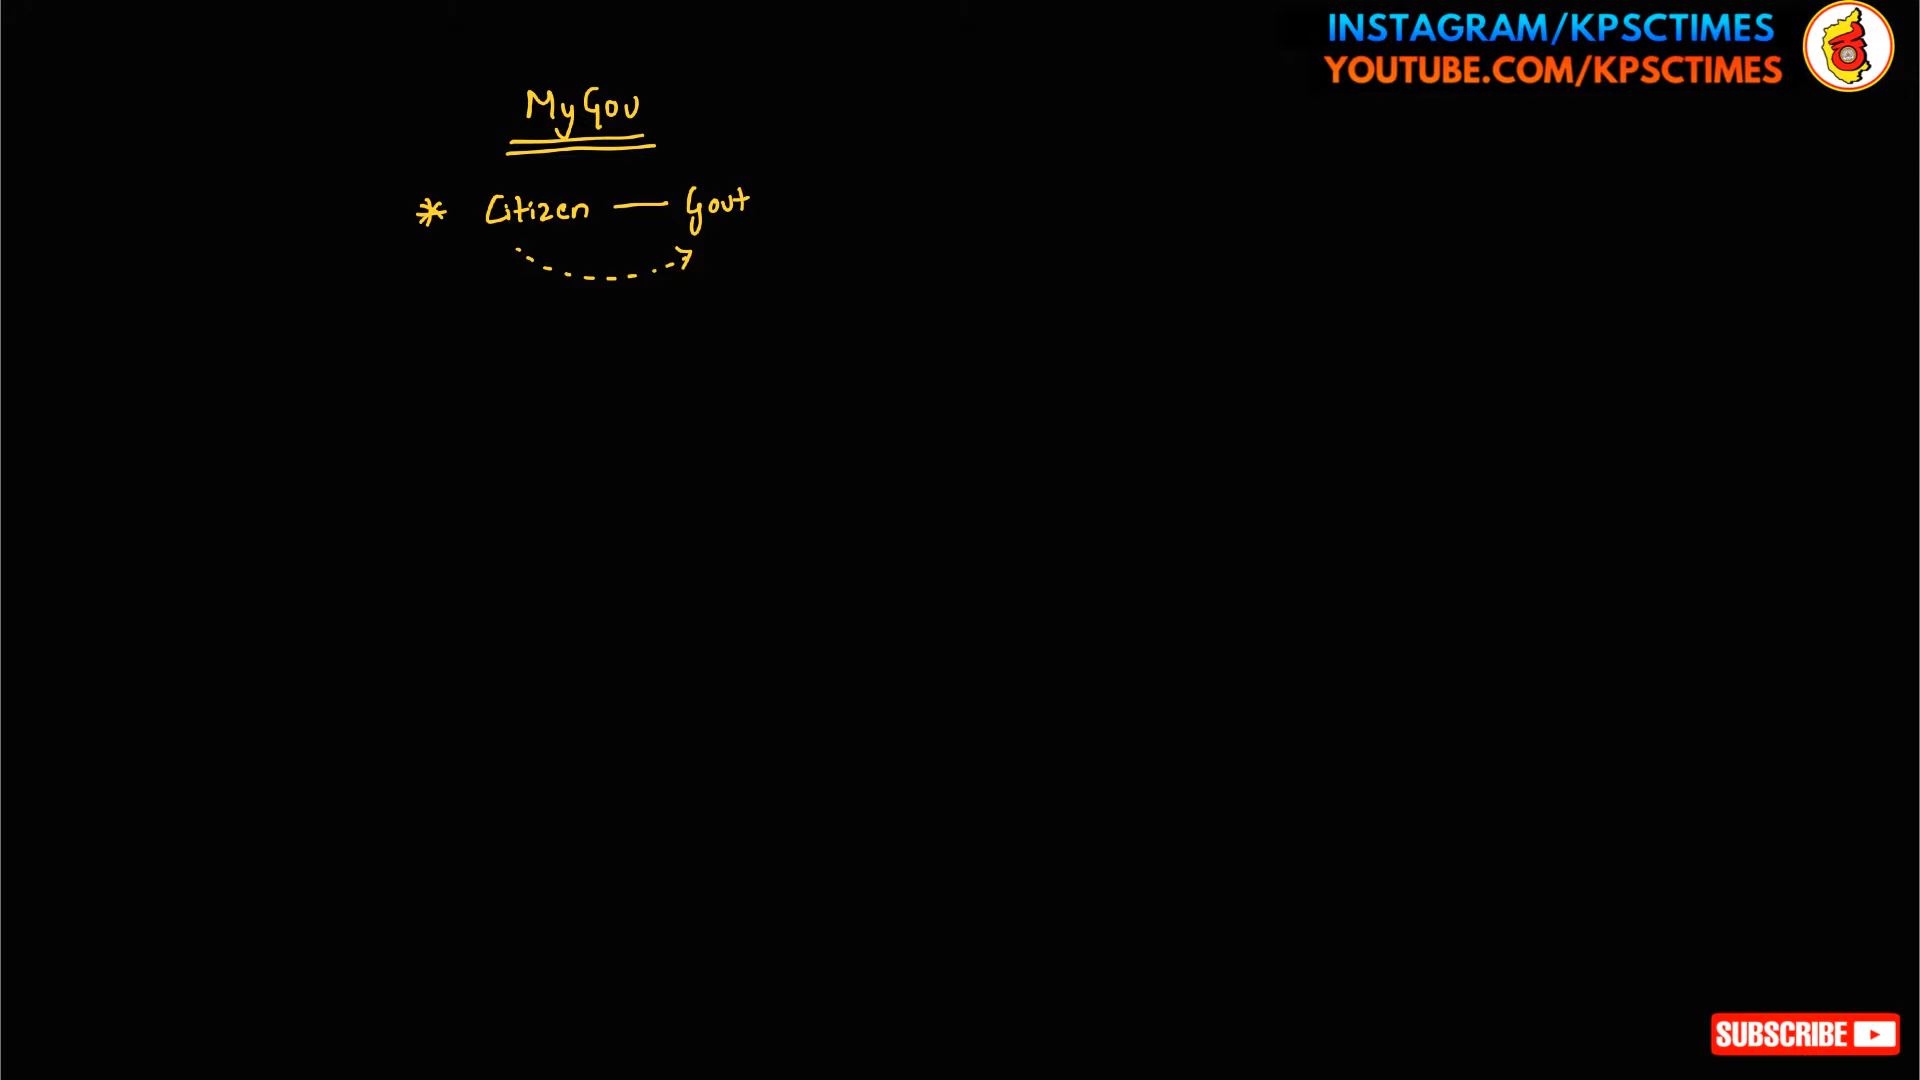 INSTAGRAM/KPSCTIMES
YOUTUBE.COM/KPSCTIMES
MyGov
* Citizen — Govt
SUBSCRIBE